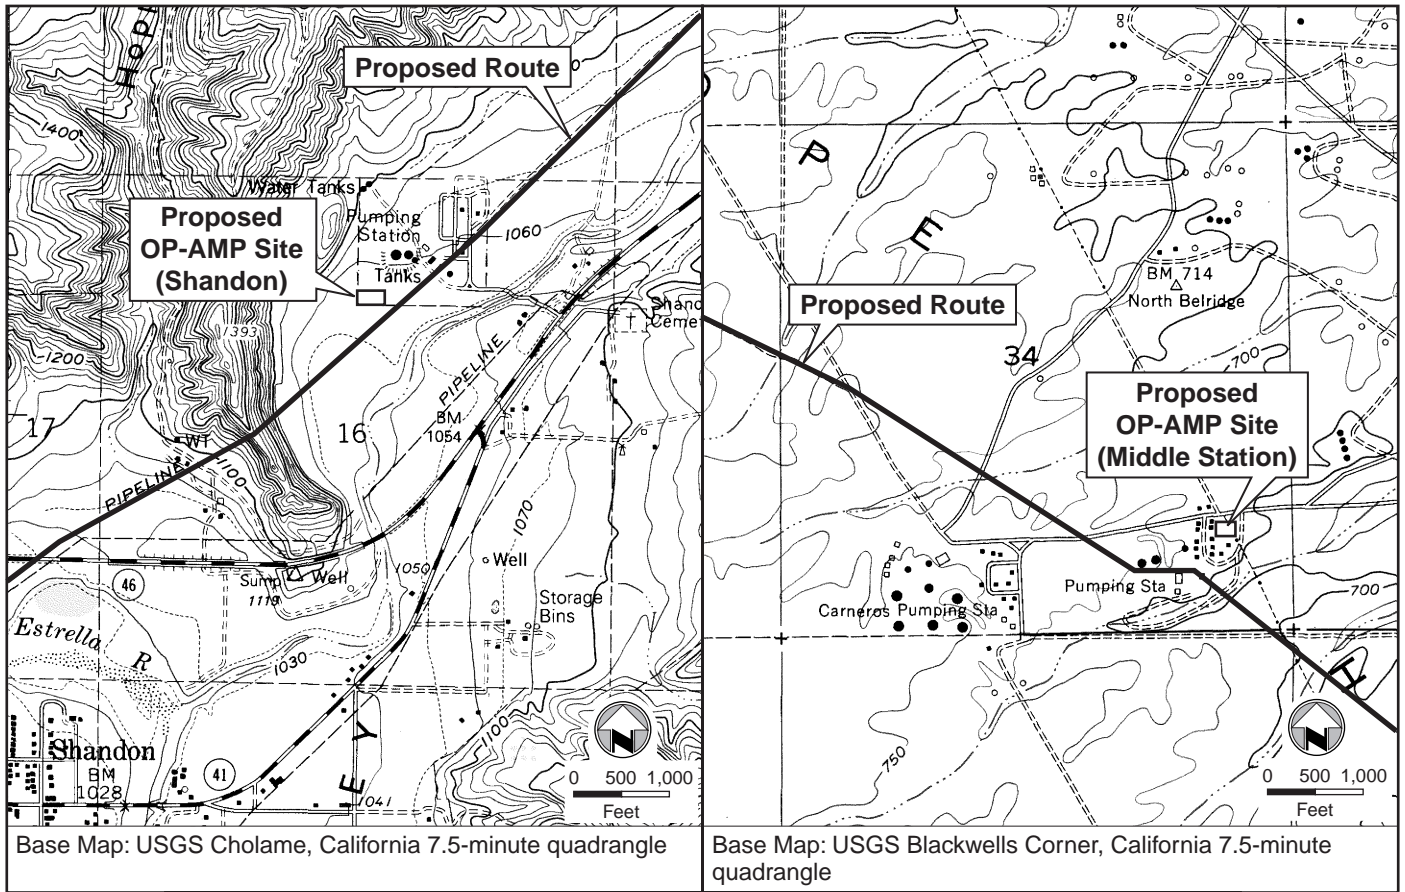 Hop
Proposed Route
1400
Water Tanks
Proposed
OP-AMP Site
(Shandon)
Pumping
Station
1060
Tanks
Shand
Cemet
1393
1200
PIPELINE
BM
1054
17
16
WT
1100
PIPELINE
1070
Well
46
Sump
Well
1119
1050
Storage
Bins
Estrella
R
1030
1100
Shandon
BM
1028
41
E Y
1041
N
0 500 1,000
Feet
Base Map: USGS Cholame, California 7.5-minute quadrangle
P
E
BM 714
North Belridge
Proposed Route
34
700
Proposed
OP-AMP Site
(Middle Station)
Pumping Sta
700
Carneros Pumping Sta
750
N
0 500 1,000
Feet
Base Map: USGS Blackwells Corner, California 7.5-minute
quadrangle